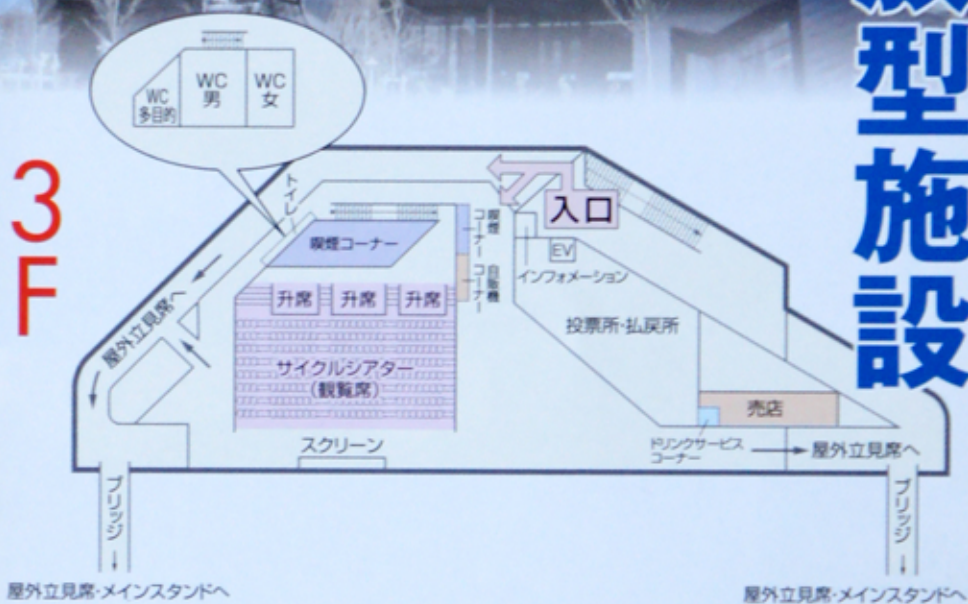 型施設
3F
WC
多目的
WC
男
WC
女
トイレ
喫煙コーナー
喫煙
コーナー
自販機
コーナー
入口
EV
インフォメーション
升席
升席
升席
サイクルシアター
(観覧席)
投票所・払戻所
売店
ドリンクサービス
コーナー
スクリーン
屋外立見席へ
屋外立見席へ
ブリッジ
ブリッジ
屋外立見席・メインスタンドへ
屋外立見席・メインスタンドへ